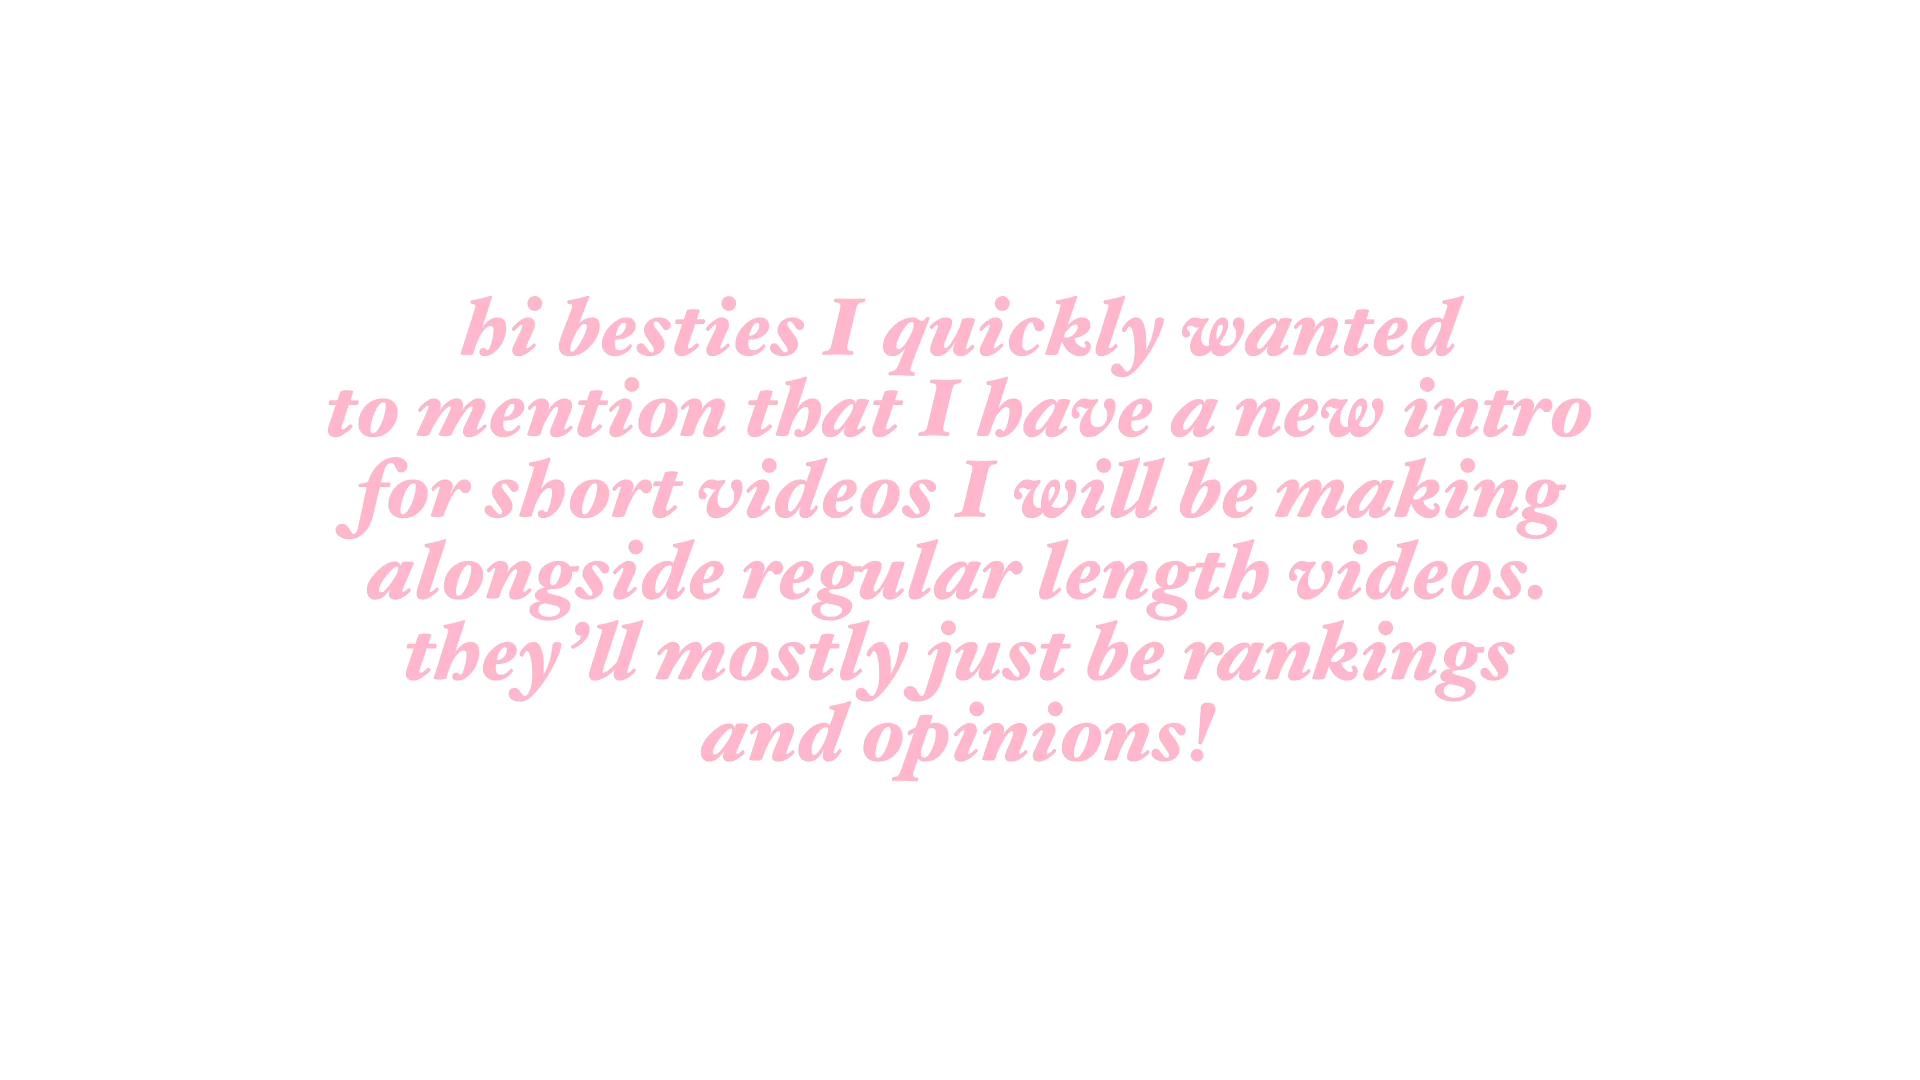 hi besties I quickly wanted
to mention that I have a new intro
for short videos I will be making
alongside regular length videos.
they’ll mostly just be rankings
and opinions!